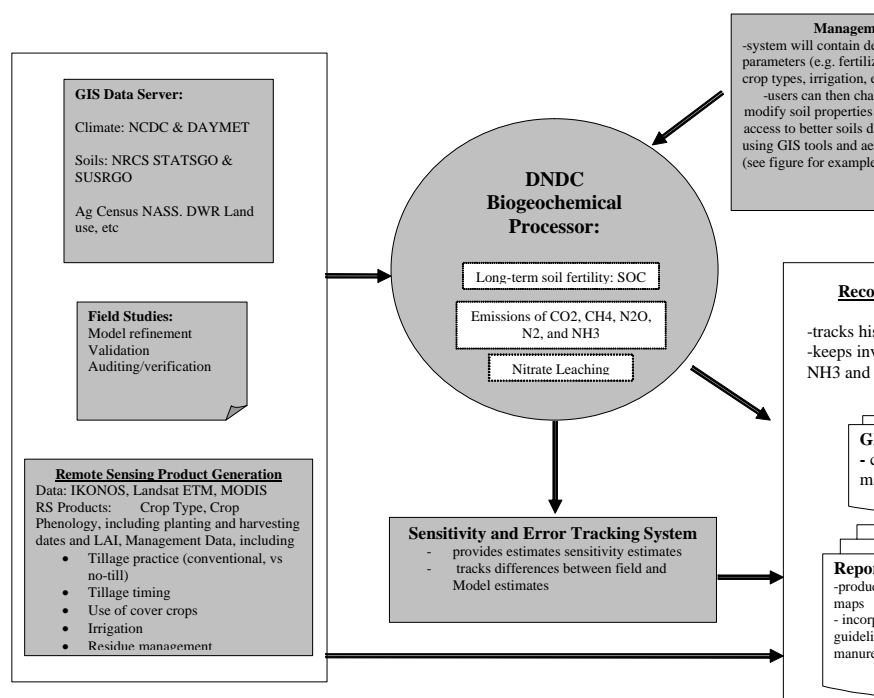 GIS Data Server:
Climate: NCDC & DAYMET
Soils: NRCS STATSGO &
SUSRGO
Ag Census NASS. DWR Land
use, etc
Field Studies:
Model refinement
Validation
Auditing/verification
Remote Sensing Product Generation
Data: IKONOS, Landsat ETM, MODIS
RS Products: Crop Type, Crop
Phenology, including planting and harvesting
dates and LAI, Management Data, including
• Tillage practice (conventional, vs
no-till)
• Tillage timing
• Use of cover crops
• Irrigation
• Residue management
DNDC
Biogeochemical
Processor:
Long-term soil fertility: SOC
Emissions of CO2, CH4, N2O,
N2, and NH3
Nitrate Leaching
Sensitivity and Error Tracking System
- provides estimates sensitivity estimates
- tracks differences between field and
Model estimates
Managem
-system will contain de
parameters (e.g. fertiliz
crop types, irrigation, e
-users can then cha
modify soil properties
access to better soils d
using GIS tools and ae
(see figure for example
Reco
-tracks his
-keeps inv
NH3 and
G
- c
m
Repor
-produc
maps
- incorp
guideli
manure